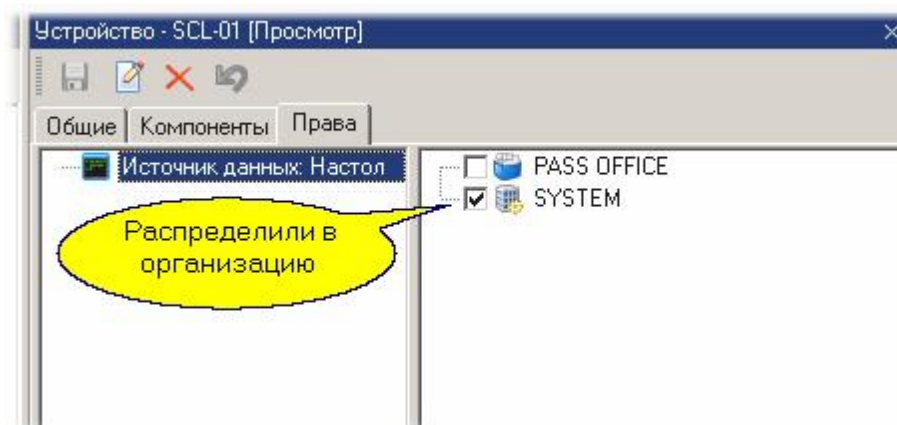 Устройство - SCL-01 [Просмотр]
Общие Компоненты Права
Источник данных: Настол
PASS OFFICE
SYSTEM
Распределили в
организацию